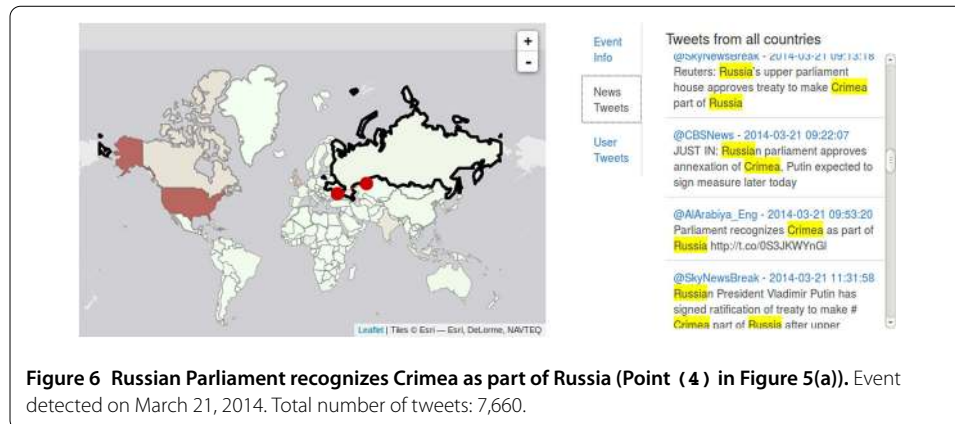 +
-
Leaflet | Tiles © Esri — Esri, DeLorme, NAVTEQ
Event
Info
News
Tweets
User
Tweets
Tweets from all countries
@SkyNewsBreak - 2014-03-21 09:13:18
Reuters: Russia's upper parliament
house approves treaty to make Crimea
part of Russia
@CBSNews - 2014-03-21 09:22:07
JUST IN: Russian parliament approves
annexation of Crimea, Putin expected to
sign measure later today
@AlArabiya_Eng - 2014-03-21 09:53:20
Parliament recognizes Crimea as part of
Russia http://t.co/0S3JKWYnGl
@SkyNewsBreak - 2014-03-21 11:31:58
Russian President Vladimir Putin has
signed ratification of treaty to make #
Crimea part of Russia after upper
Figure 6 Russian Parliament recognizes Crimea as part of Russia (Point (4) in Figure 5(a)). Event
detected on March 21, 2014. Total number of tweets: 7,660.